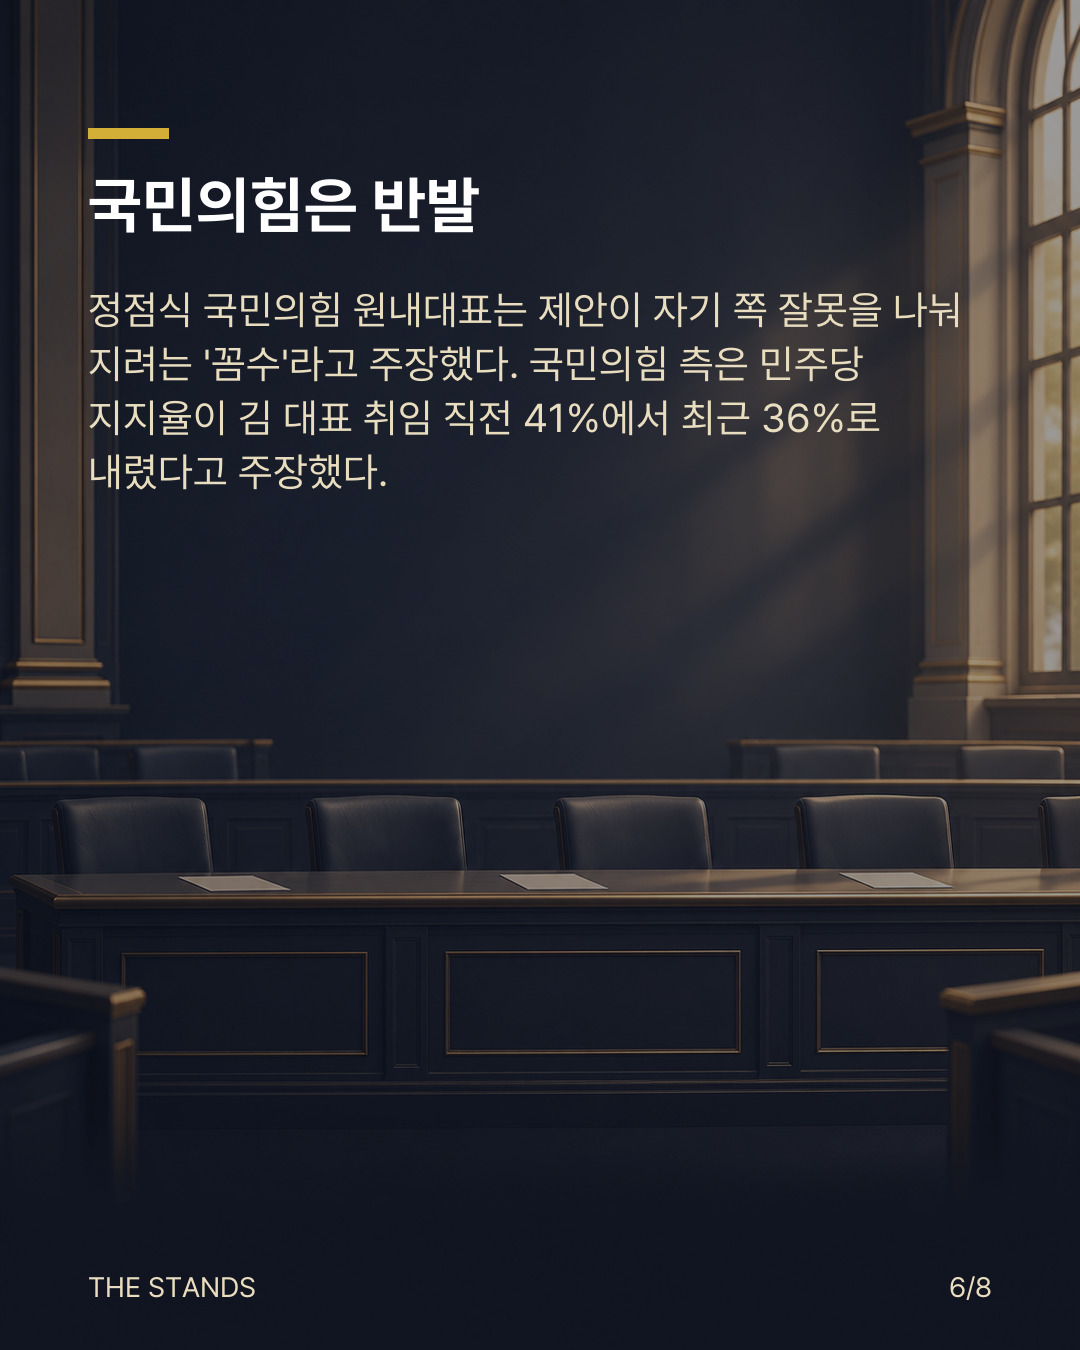 국민의힘은 반발
정점식 국민의힘 원내대표는 제안이 자기 쪽 잘못을 나눠
지려는 '꼼수'라고 주장했다. 국민의힘 측은 민주당
지지율이 김 대표 취임 직전 41%에서 최근 36%로
내렸다고 주장했다.
THE STANDS
6/8